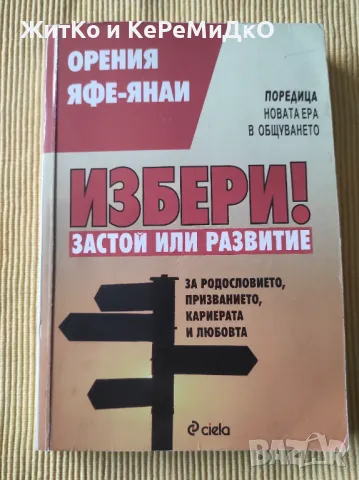 ЖиТкО и КеРеМиДкО
ОРЕНИЯ
ЯФЕ-ЯНАИ
ПОРЕДИЦА
НОВАТА ЕРА
В ОБЩУВАНЕТО
ИЗБЕРИ!
ЗАСТОЙ ИЛИ РАЗВИТИЕ
ЗА РОДОСЛОВИЕТО,
ПРИЗВАНИЕТО,
КАРИЕРАТА
И ЛЮБОВТА
ciela
BAZAR